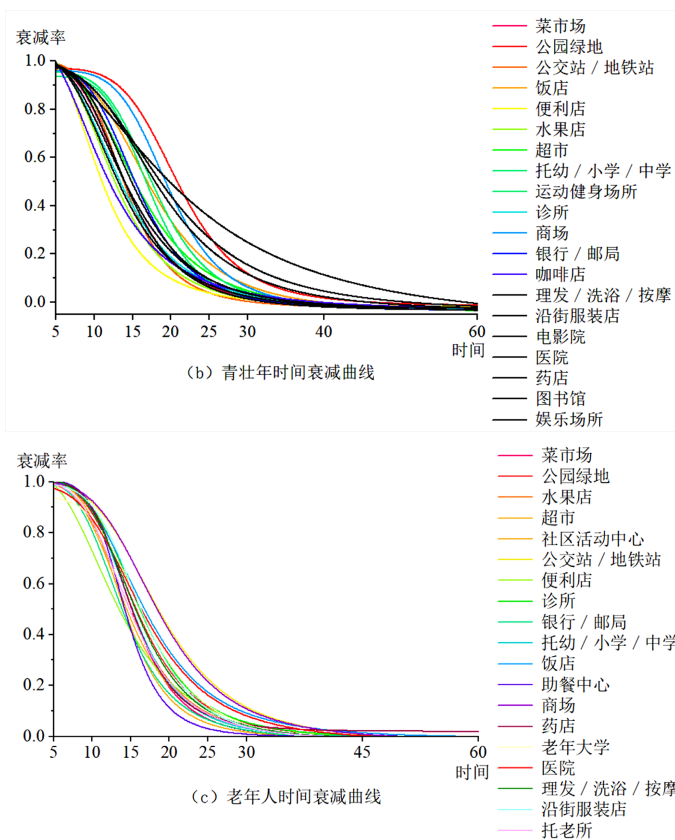 衰减率
1.0
0.8
0.6
0.4
0.2
0.0
5 10 15 20 25 30 40 60
时间
(b)青壮年时间衰减曲线
菜市场
公园绿地
公交站/地铁站
饭店
便利店
水果店
超市
托幼/小学/中学
运动健身场所
诊所
商场
银行/邮局
咖啡店
理发/洗浴/按摩
沿街服装店
电影院
医院
药店
图书馆
娱乐场所
衰减率
1.0
0.8
0.6
0.4
0.2
0.0
5 10 15 20 25 30 45 60
时间
(c)老年人时间衰减曲线
菜市场
公园绿地
水果店
超市
社区活动中心
公交站/地铁站
便利店
诊所
银行/邮局
托幼/小学/中学
饭店
助餐中心
商场
药店
老年大学
医院
理发/洗浴/按摩
沿街服装店
托老所